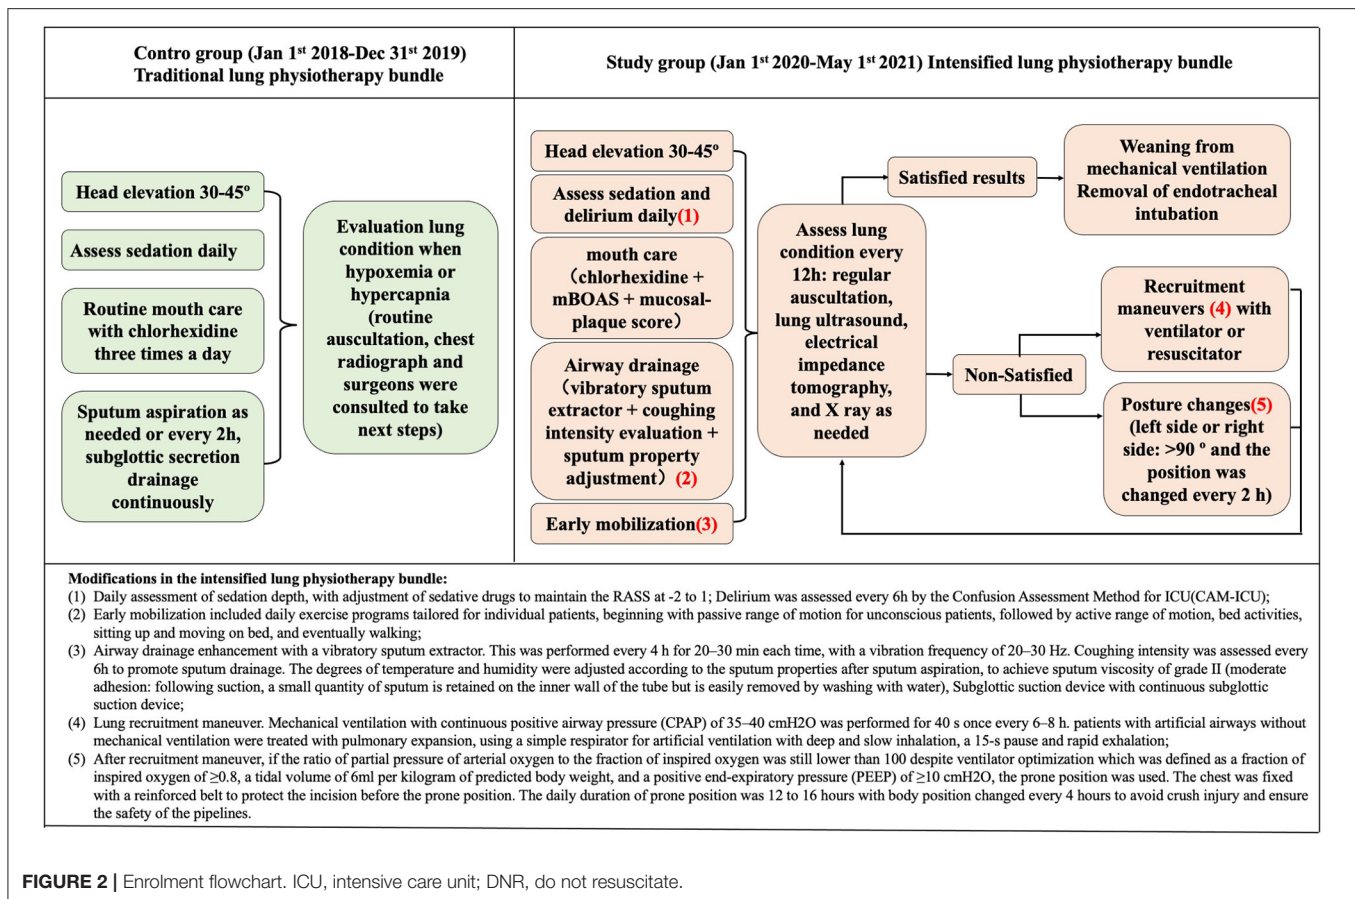 Contro group (Jan 1st 2018-Dec 31st 2019)
Traditional lung physiotherapy bundle
Study group (Jan 1st 2020-May 1st 2021) Intensified lung physiotherapy bundle
Head elevation 30-45º
Assess sedation daily
Routine mouth care
with chlorhexidine
three times a day
Sputum aspiration as
needed or every 2h,
subglottic secretion
drainage
continuously
Evaluation lung
condition when
hypoxemia or
hypercapnia
(routine
auscultation, chest
radiograph and
surgeons were
consulted to take
next steps)
Head elevation 30-45º
Assess sedation and
delirium daily(1)
mouth care
（chlorhexidine +
mBOAS + mucosal-
plaque score）
Airway drainage
（vibratory sputum
extractor + coughing
intensity evaluation +
sputum property
adjustment）(2)
Early mobilization(3)
Assess lung
condition every
12h: regular
auscultation,
lung ultrasound,
electrical
impedance
tomography,
and X ray as
needed
Satisfied results
Weaning from
mechanical ventilation
Removal of endotracheal
intubation
Non-Satisfied
Recruitment
maneuvers (4) with
ventilator or
resuscitator
Posture changes(5)
(left side or right
side: >90 º and the
position was
changed every 2 h)
Modifications in the intensified lung physiotherapy bundle:
(1) Daily assessment of sedation depth, with adjustment of sedative drugs to maintain the RASS at -2 to 1; Delirium was assessed every 6h by the Confusion Assessment Method for ICU(CAM-ICU);
(2) Early mobilization included daily exercise programs tailored for individual patients, beginning with passive range of motion for unconscious patients, followed by active range of motion, bed activities,
sitting up and moving on bed, and eventually walking;
(3) Airway drainage enhancement with a vibratory sputum extractor. This was performed every 4 h for 20–30 min each time, with a vibration frequency of 20–30 Hz. Coughing intensity was assessed every
6h to promote sputum drainage. The degrees of temperature and humidity were adjusted according to the sputum properties after sputum aspiration, to achieve sputum viscosity of grade II (moderate
adhesion: following suction, a small quantity of sputum is retained on the inner wall of the tube but is easily removed by washing with water), Subglottic suction device with continuous subglottic
suction device;
(4) Lung recruitment maneuver. Mechanical ventilation with continuous positive airway pressure (CPAP) of 35–40 cmH2O was performed for 40 s once every 6–8 h. patients with artificial airways without
mechanical ventilation were treated with pulmonary expansion, using a simple respirator for artificial ventilation with deep and slow inhalation, a 15-s pause and rapid exhalation;
(5) After recruitment maneuver, if the ratio of partial pressure of arterial oxygen to the fraction of inspired oxygen was still lower than 100 despite ventilator optimization which was defined as a fraction of
inspired oxygen of ≥0.8, a tidal volume of 6ml per kilogram of predicted body weight, and a positive end-expiratory pressure (PEEP) of ≥10 cmH2O, the prone position was used. The chest was fixed
with a reinforced belt to protect the incision before the prone position. The daily duration of prone position was 12 to 16 hours with body position changed every 4 hours to avoid crush injury and ensure
the safety of the pipelines.
FIGURE 2 | Enrolment flowchart. ICU, intensive care unit; DNR, do not resuscitate.